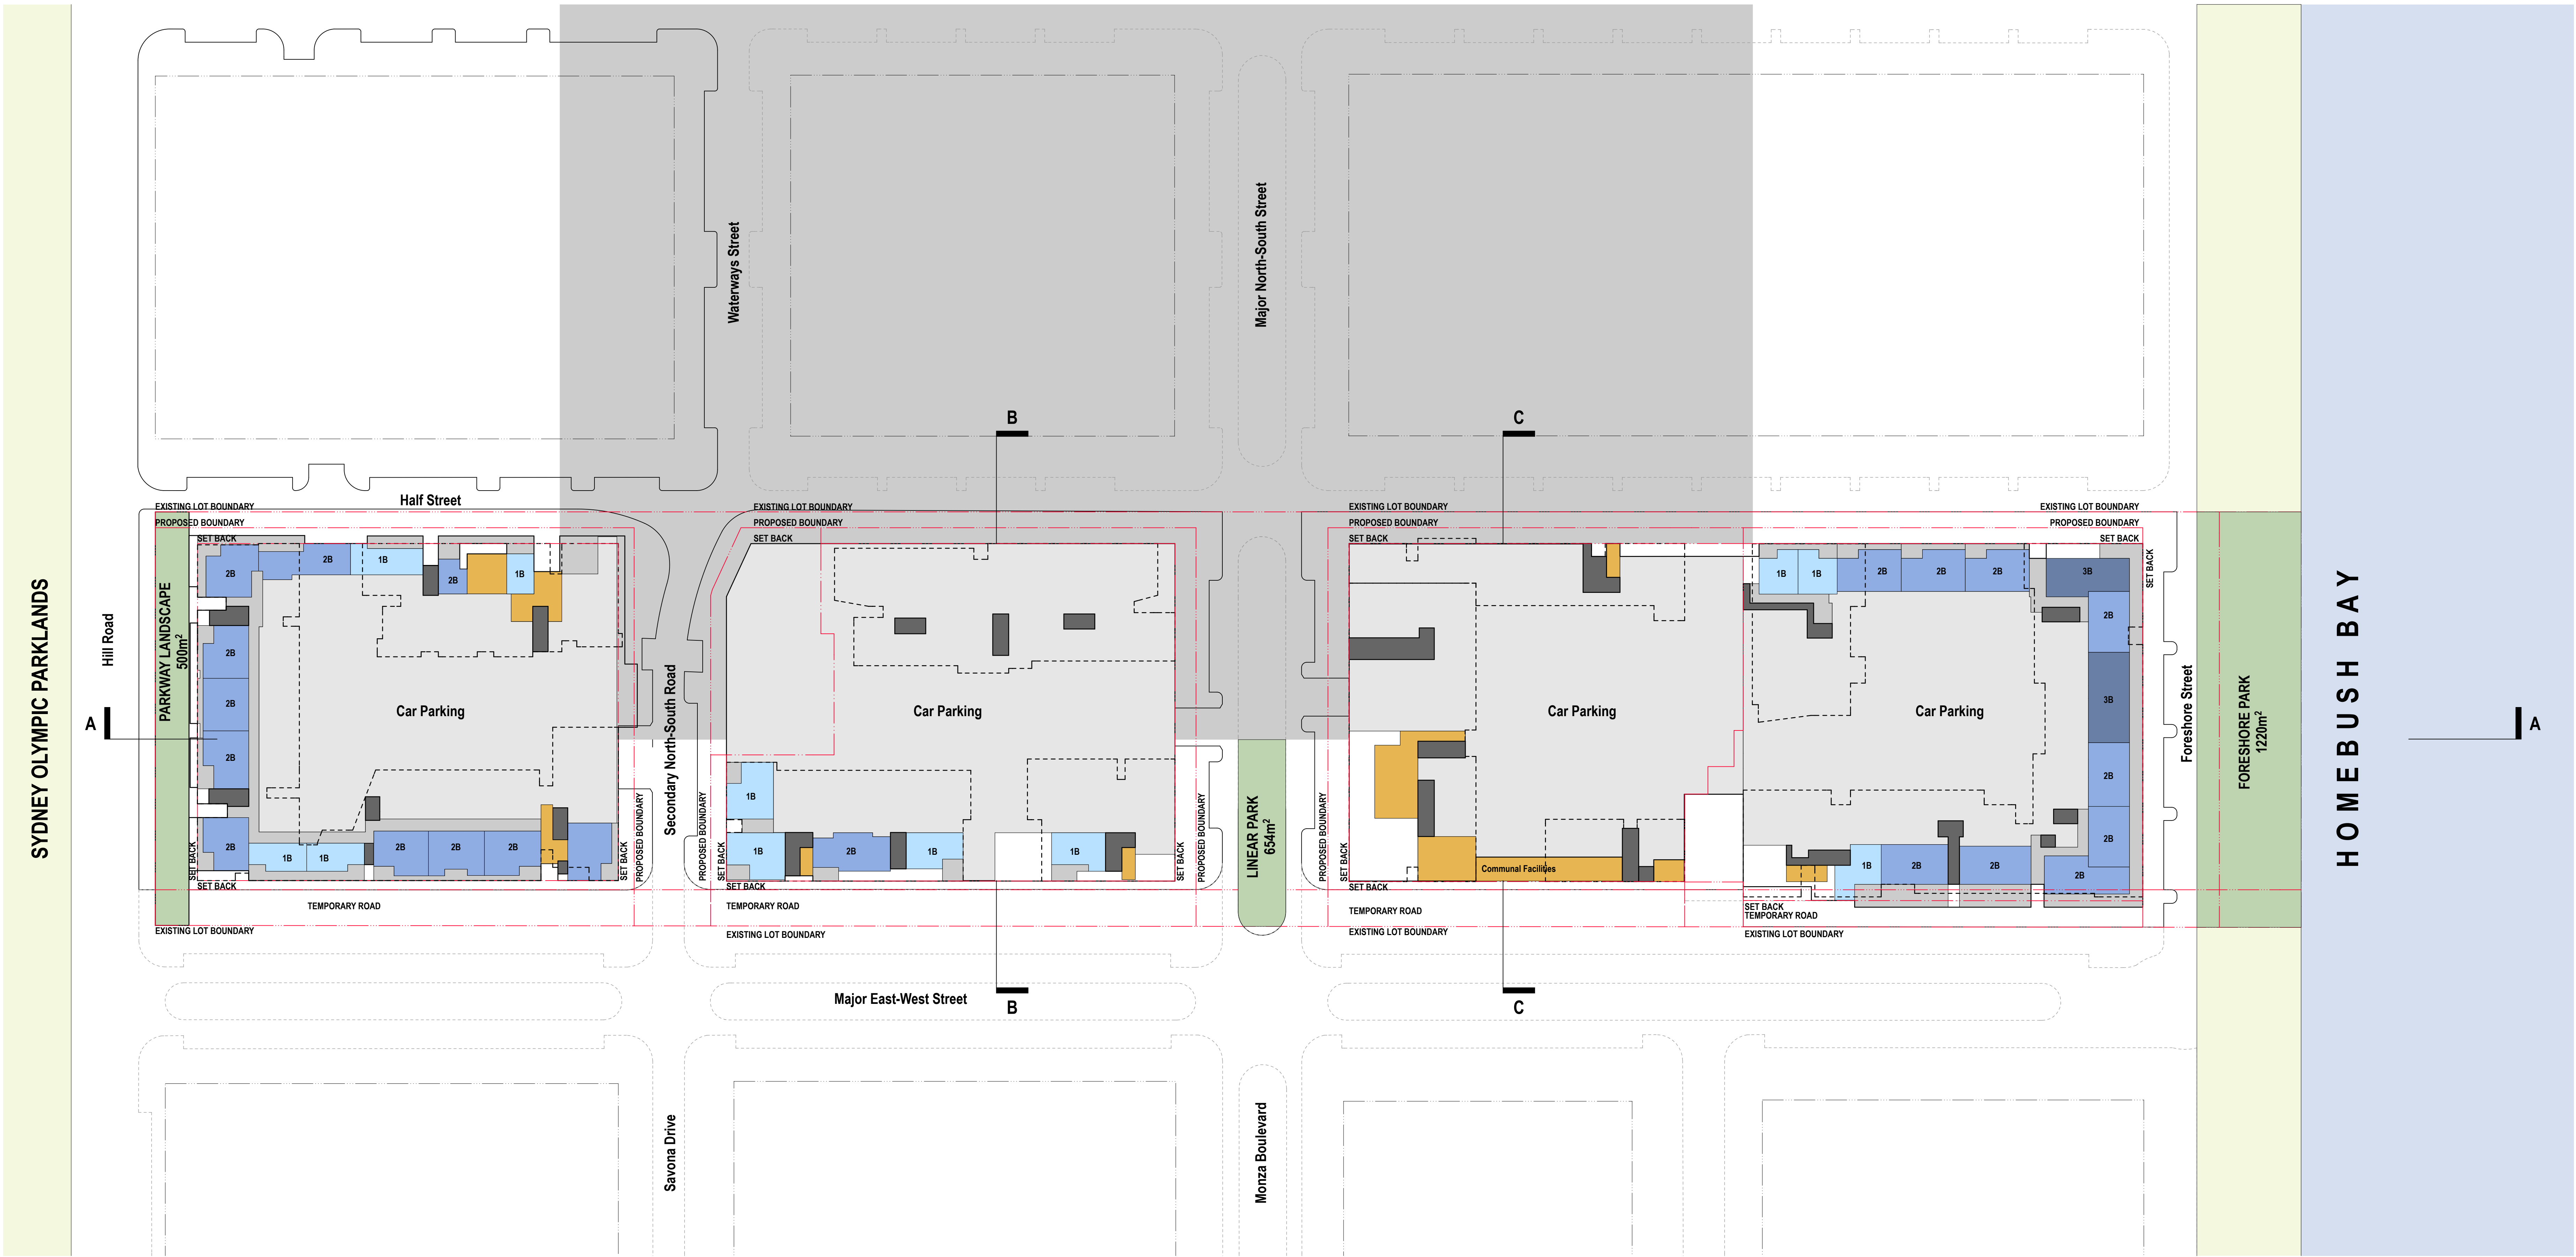 SYDNEY OLYMPIC PARKLANDS
Hill Road
A
PARKWAY LANDSCAPE
500m²
Waterways Street
Major North-South Street
B
C
Half Street
EXISTING LOT BOUNDARY
PROPOSED BOUNDARY
SET BACK
2B
2B
1B
2B
1B
2B
2B
2B
Car Parking
2B
1B
1B
2B
2B
2B
SET BACK
SET BACK
SET BACK
PROPOSED BOUNDARY
TEMPORARY ROAD
EXISTING LOT BOUNDARY
Secondary North-South Road
EXISTING LOT BOUNDARY
PROPOSED BOUNDARY
SET BACK
Car Parking
1B
1B
2B
1B
1B
PROPOSED BOUNDARY
SET BACK
SET BACK
PROPOSED BOUNDARY
SET BACK
TEMPORARY ROAD
EXISTING LOT BOUNDARY
LINEAR PARK
654m²
EXISTING LOT BOUNDARY
PROPOSED BOUNDARY
SET BACK
Car Parking
Communal Facilities
PROPOSED BOUNDARY
SET BACK
SET BACK
TEMPORARY ROAD
EXISTING LOT BOUNDARY
EXISTING LOT BOUNDARY
PROPOSED BOUNDARY
SET BACK
SET BACK
1B
1B
2B
2B
2B
3B
2B
3B
Car Parking
2B
2B
1B
2B
2B
2B
SET BACK
TEMPORARY ROAD
EXISTING LOT BOUNDARY
Foreshore Street
FORESHORE PARK
1220m²
HOMEBUSH BAY
A
Major East-West Street
B
C
Savona Drive
Monza Boulevard